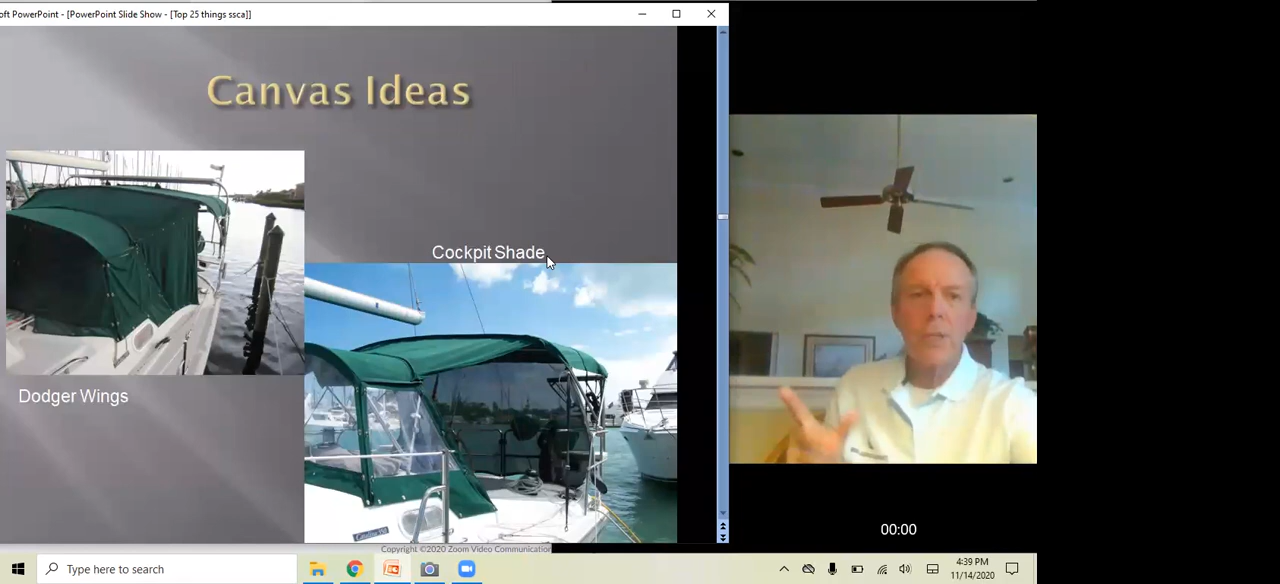 oft PowerPoint - [PowerPoint Slide Show - [Top 25 things ssca]]
Canvas Ideas
Cockpit Shade
Dodger Wings
00:00
Copyright ©2020 Zoom Video Communication
Type here to search
4:39 PM
11/14/2020